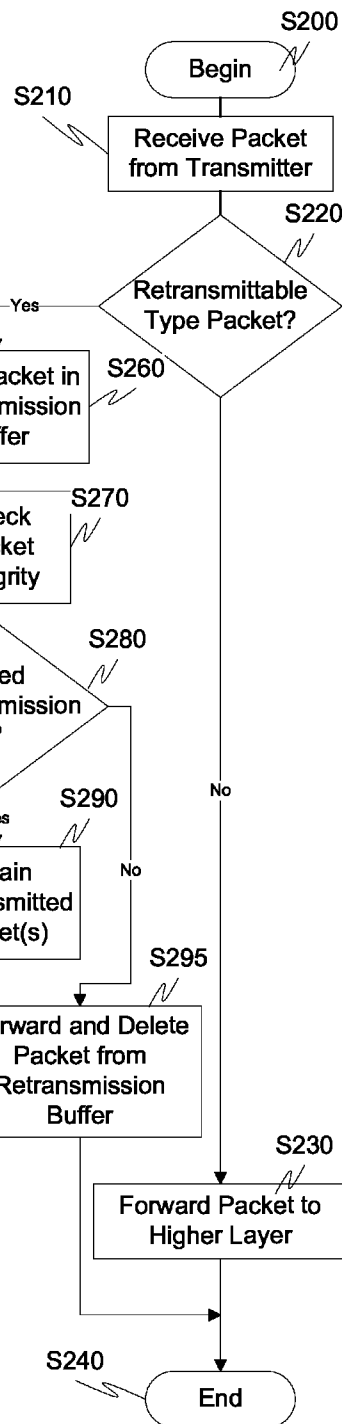 S200
Begin
S210
Receive Packet
from Transmitter
S220
Retransmittable
Type Packet?
Yes
S260
in
S270
S280
S290
No
No
S295
and Delete
Packet from
Retransmission
Buffer
S230
Forward Packet to
Higher Layer
S240
End